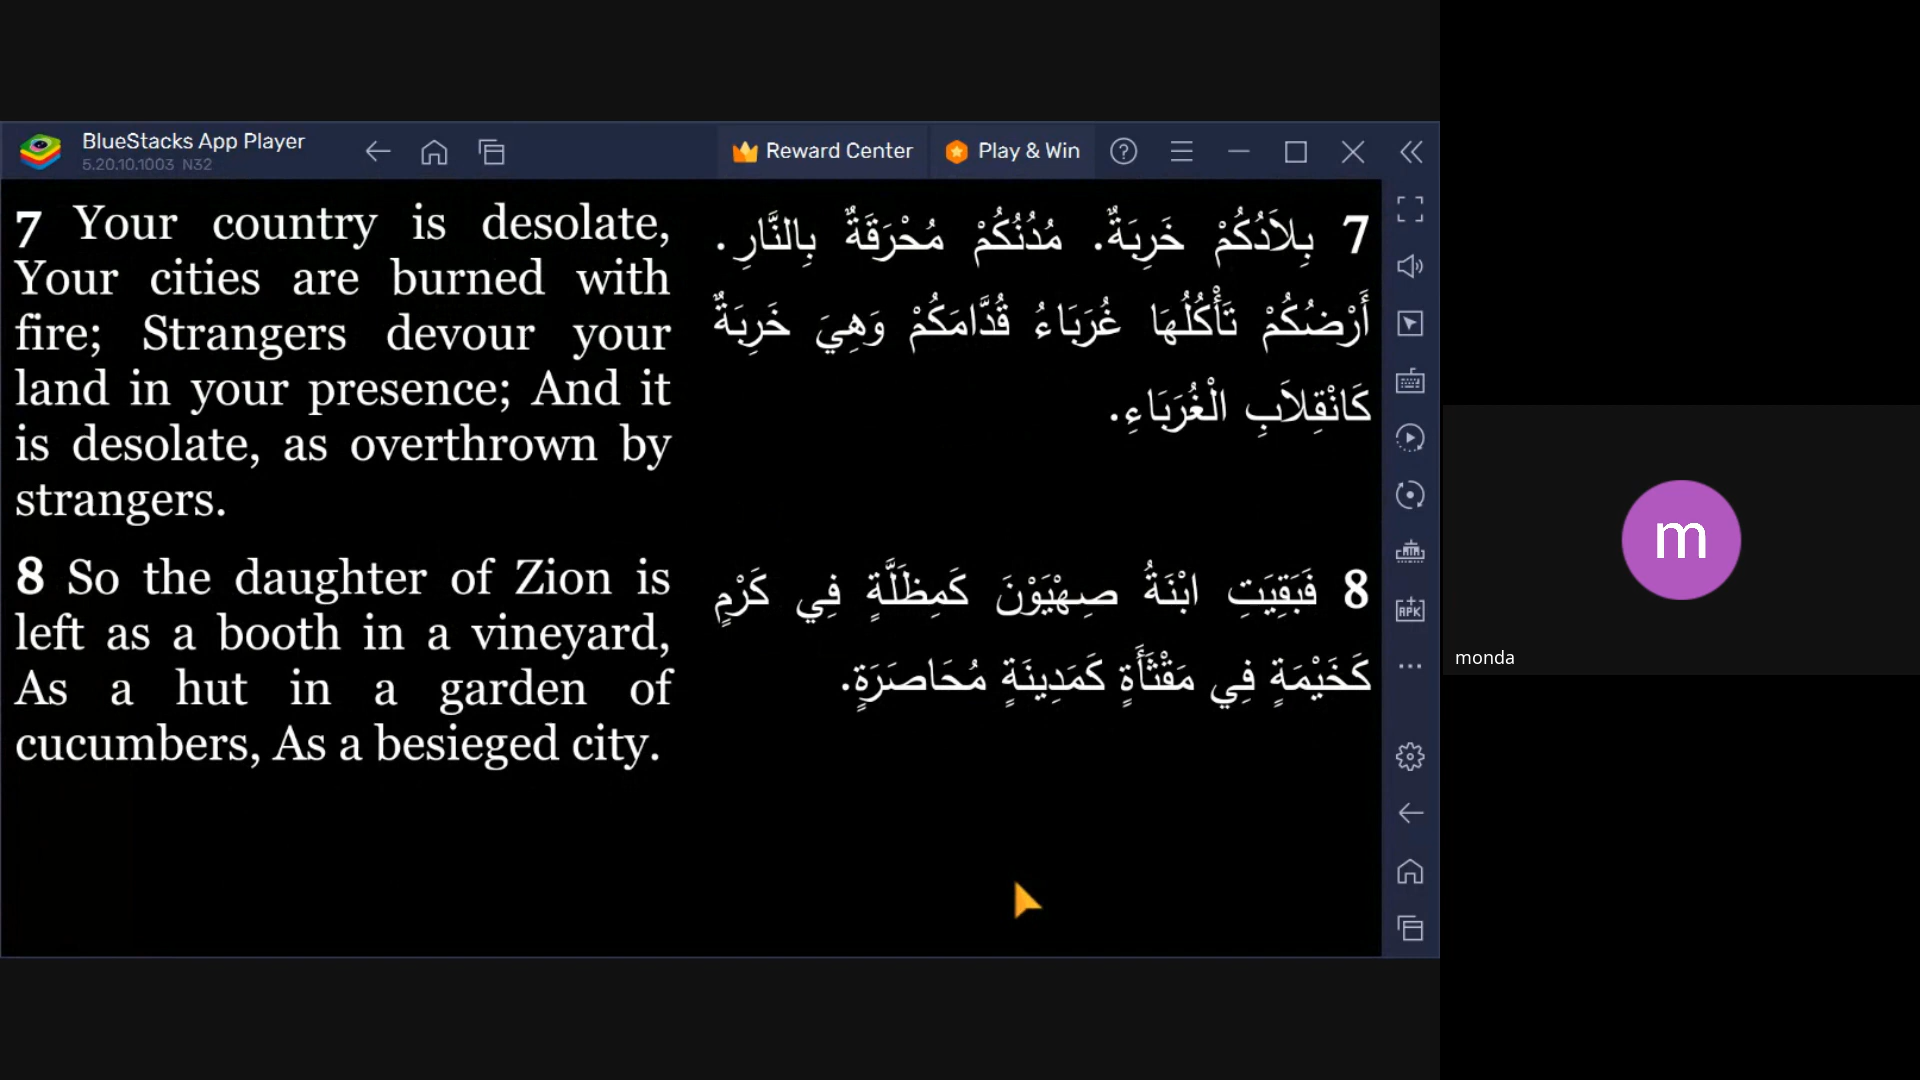 BlueStacks App Player
5.20.10.1003 N32
Reward Center
Play & Win
7 Your country is desolate,
Your cities are burned with
fire; Strangers devour your
land in your presence; And it
is desolate, as overthrown by
strangers.
8 So the daughter of Zion is
left as a booth in a vineyard,
As a hut in a garden of
cucumbers, As a besieged city.
7 بِلاَدُكُمْ خَرِبَةٌ. مُدُنُكُمْ مُحْرَقَةٌ بِالنَّارِ.
أَرْضُكُمْ تَأْكُلُهَا غُرَبَاءُ قُدَّامَكُمْ وَهِيَ خَرِبَةٌ
كَانْقِلاَبِ الْغُرَبَاءِ.
8 فَبَقِيَتِ ابْنَةُ صِهْيَوْنَ كَمِظَلَّةٍ فِي كَرْمٍ
كَخَيْمَةٍ فِي مَقْثَأَةٍ كَمَدِينَةٍ مُحَاصَرَةٍ.
APK
m
monda